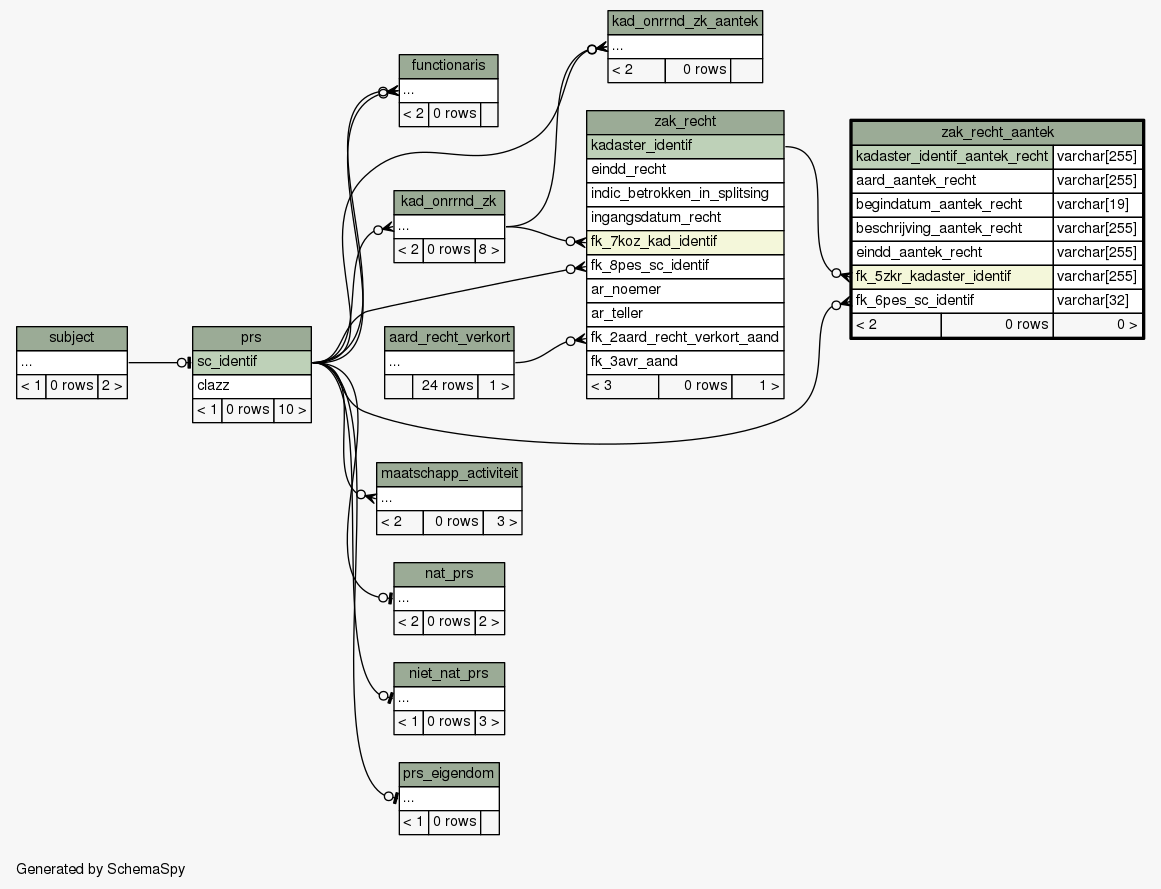 kad_onrrnd_zk_aantek
...
< 2 0 rows
functionaris
...
< 2 0 rows
zak_recht
kadaster_identif
eindd_recht
indic_betrokken_in_splitsing
ingangsdatum_recht
fk_7koz_kad_identif
fk_8pes_sc_identif
ar_noemer
ar_teller
fk_2aard_recht_verkort_aand
fk_3avr_aand
< 3 0 rows 1 >
zak_recht_aantek
kadaster_identif_aantek_recht varchar[255]
aard_aantek_recht varchar[255]
begindatum_aantek_recht varchar[19]
beschrijving_aantek_recht varchar[255]
eindd_aantek_recht varchar[255]
fk_5zkr_kadaster_identif varchar[255]
fk_6pes_sc_identif varchar[32]
< 2 0 rows 0 >
kad_onrrnd_zk
...
< 2 0 rows 8 >
subject
...
< 1 0 rows 2 >
prs
sc_identif
clazz
< 1 0 rows 10 >
aard_recht_verkort
...
24 rows 1 >
maatschapp_activiteit
...
< 2 0 rows 3 >
nat_prs
...
< 2 0 rows 2 >
niet_nat_prs
...
< 1 0 rows 3 >
prs_eigendom
...
< 1 0 rows
Generated by SchemaSpy